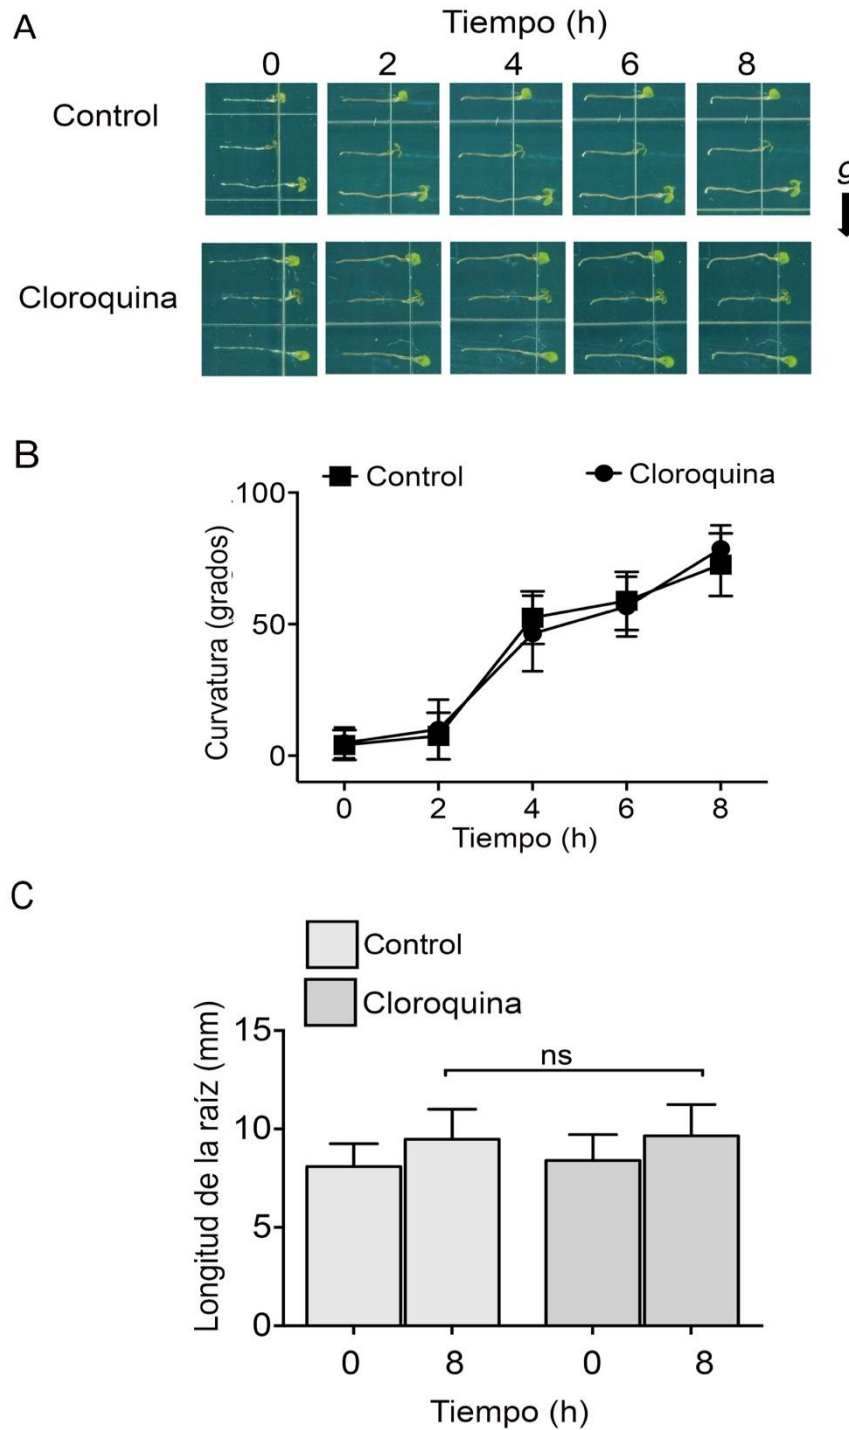 A
Tiempo (h)
0 2 4 6 8
Control
g
Cloroquina
B
Control Cloroquina
100
50
0
Curvatura (grados)
0 2 4 6 8
Tiempo (h)
C
Control
Cloroquina
15
10
5
0
Longitud de la raíz (mm)
ns
0 8 0 8
Tiempo (h)